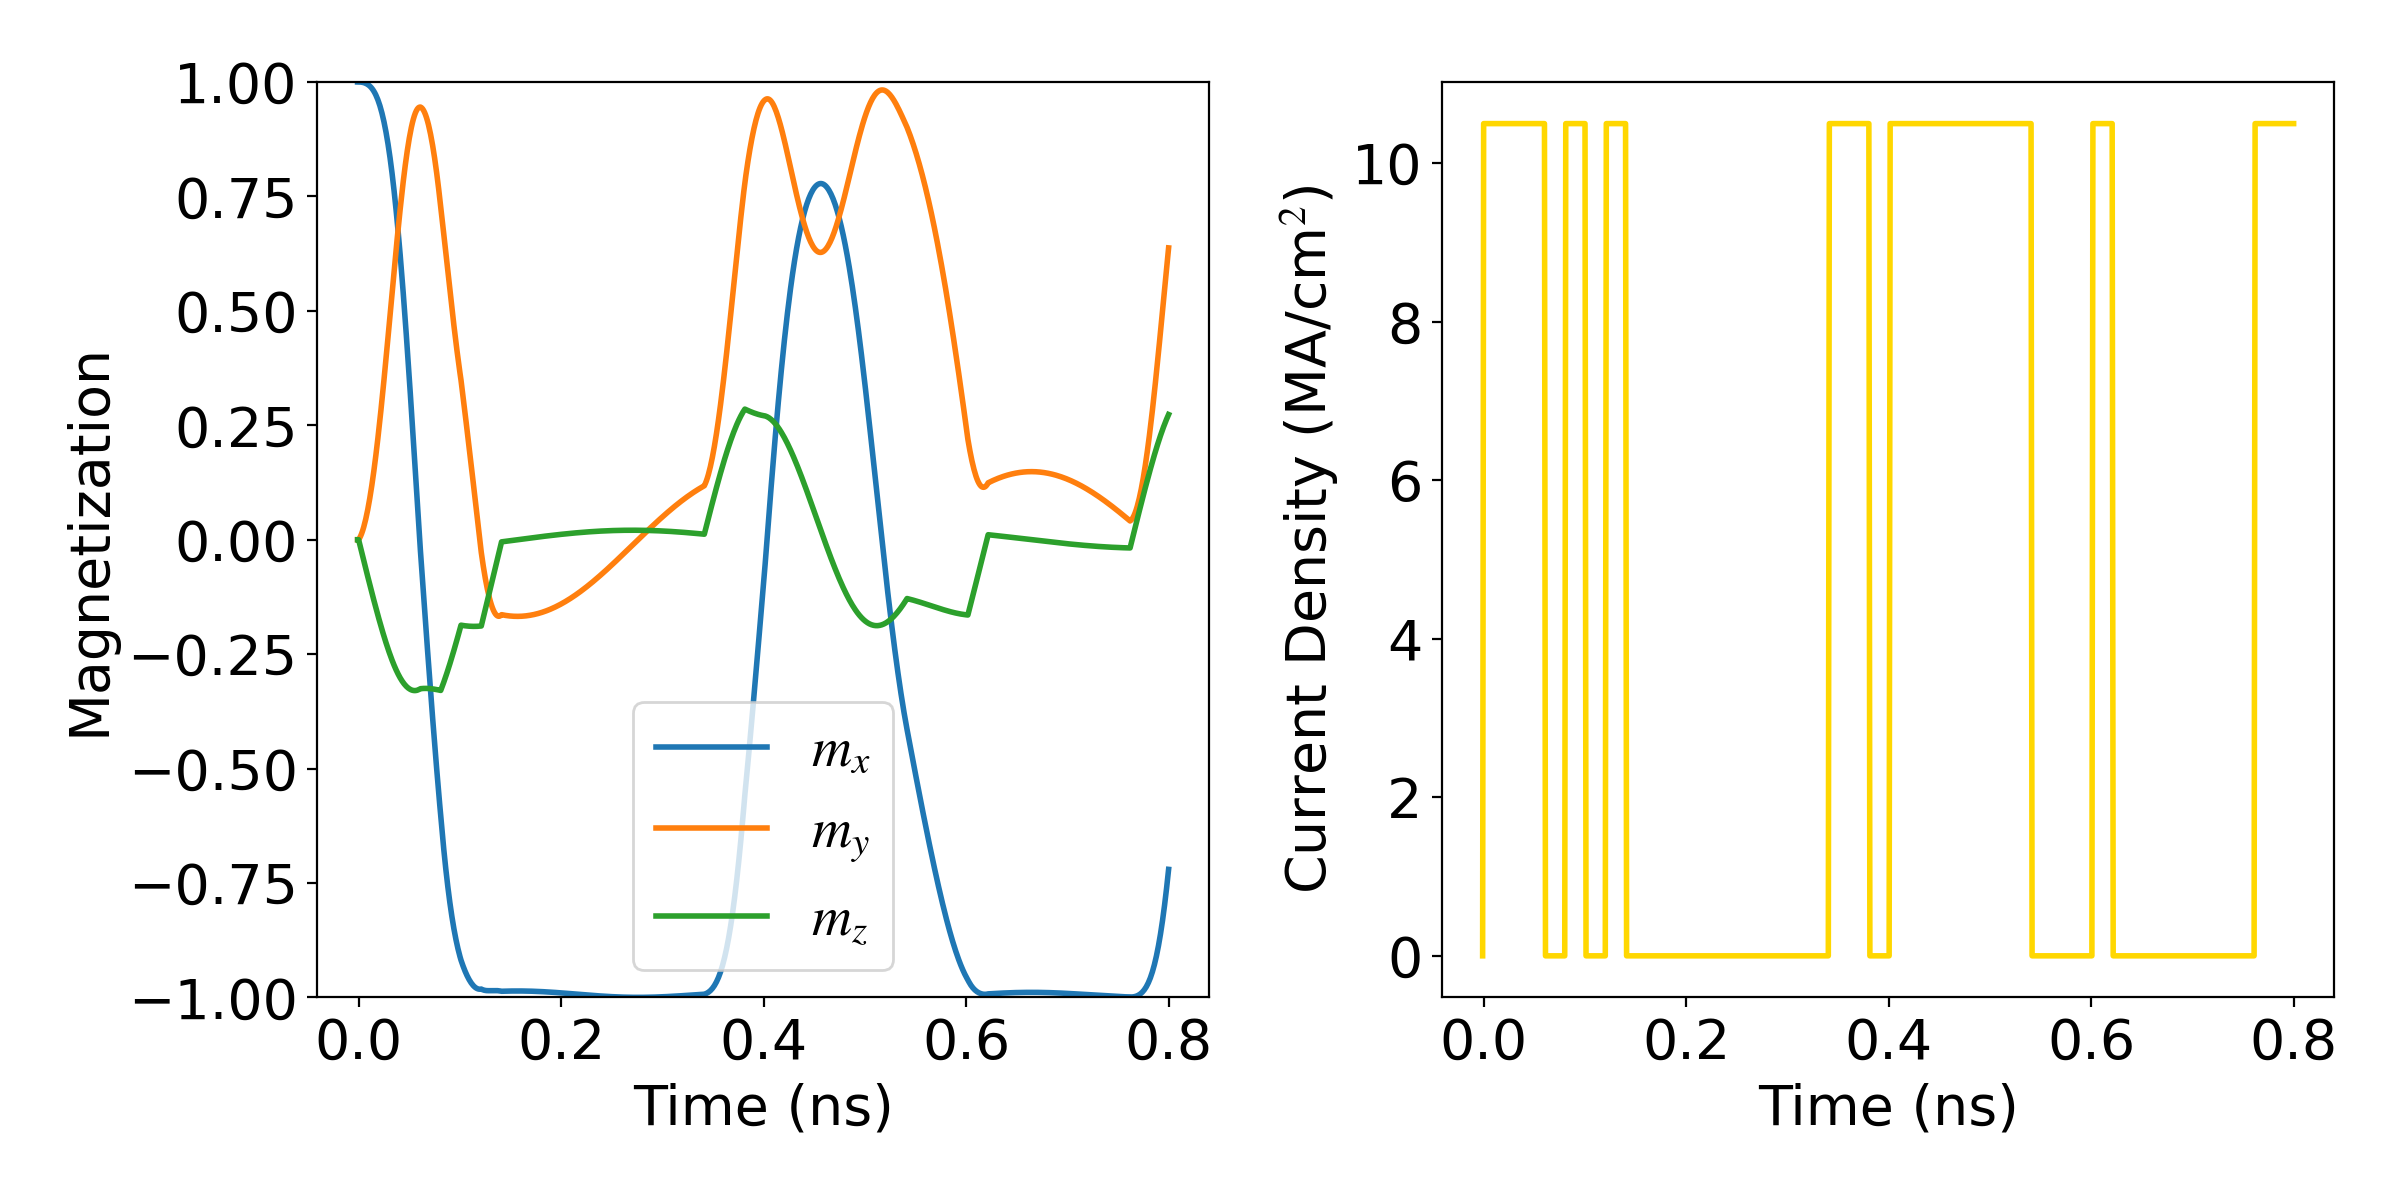 Magnetization
1.00
0.75
0.50
0.25
0.00
−0.25
−0.50
−0.75
−1.00
0.0 0.2 0.4 0.6 0.8
Time (ns)
m_x
m_y
m_z
Current Density (MA/cm²)
10
8
6
4
2
0
0.0 0.2 0.4 0.6 0.8
Time (ns)